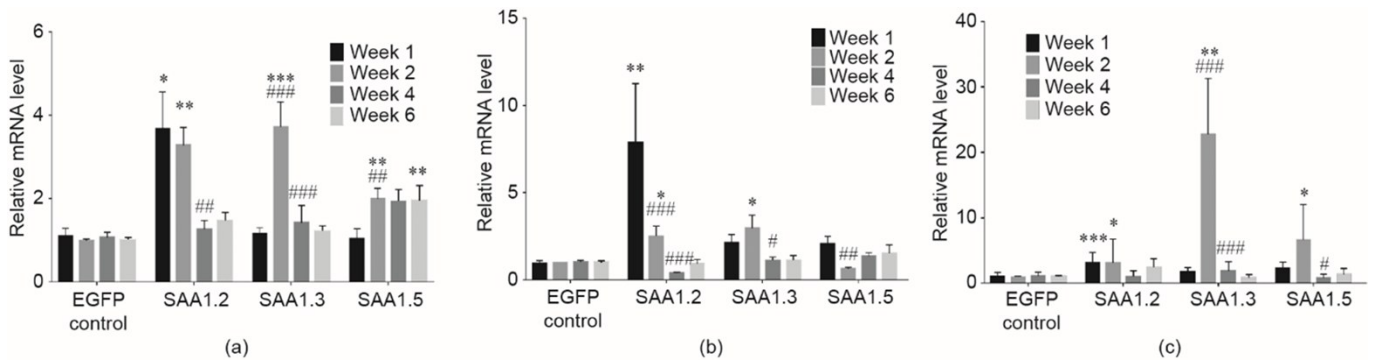 6
4
2
0
Relative mRNA level
Week 1
Week 2
Week 4
Week 6
*
**
##
***
###
###
**
##
**
EGFP
control
SAA1.2
SAA1.3
SAA1.5
(a)
15
10
5
0
Relative mRNA level
Week 1
Week 2
Week 4
Week 6
**
*
###
###
*
#
##
EGFP
control
SAA1.2
SAA1.3
SAA1.5
(b)
40
30
20
10
0
Relative mRNA level
Week 1
Week 2
Week 4
Week 6
***
*
**
###
###
*
#
EGFP
control
SAA1.2
SAA1.3
SAA1.5
(c)